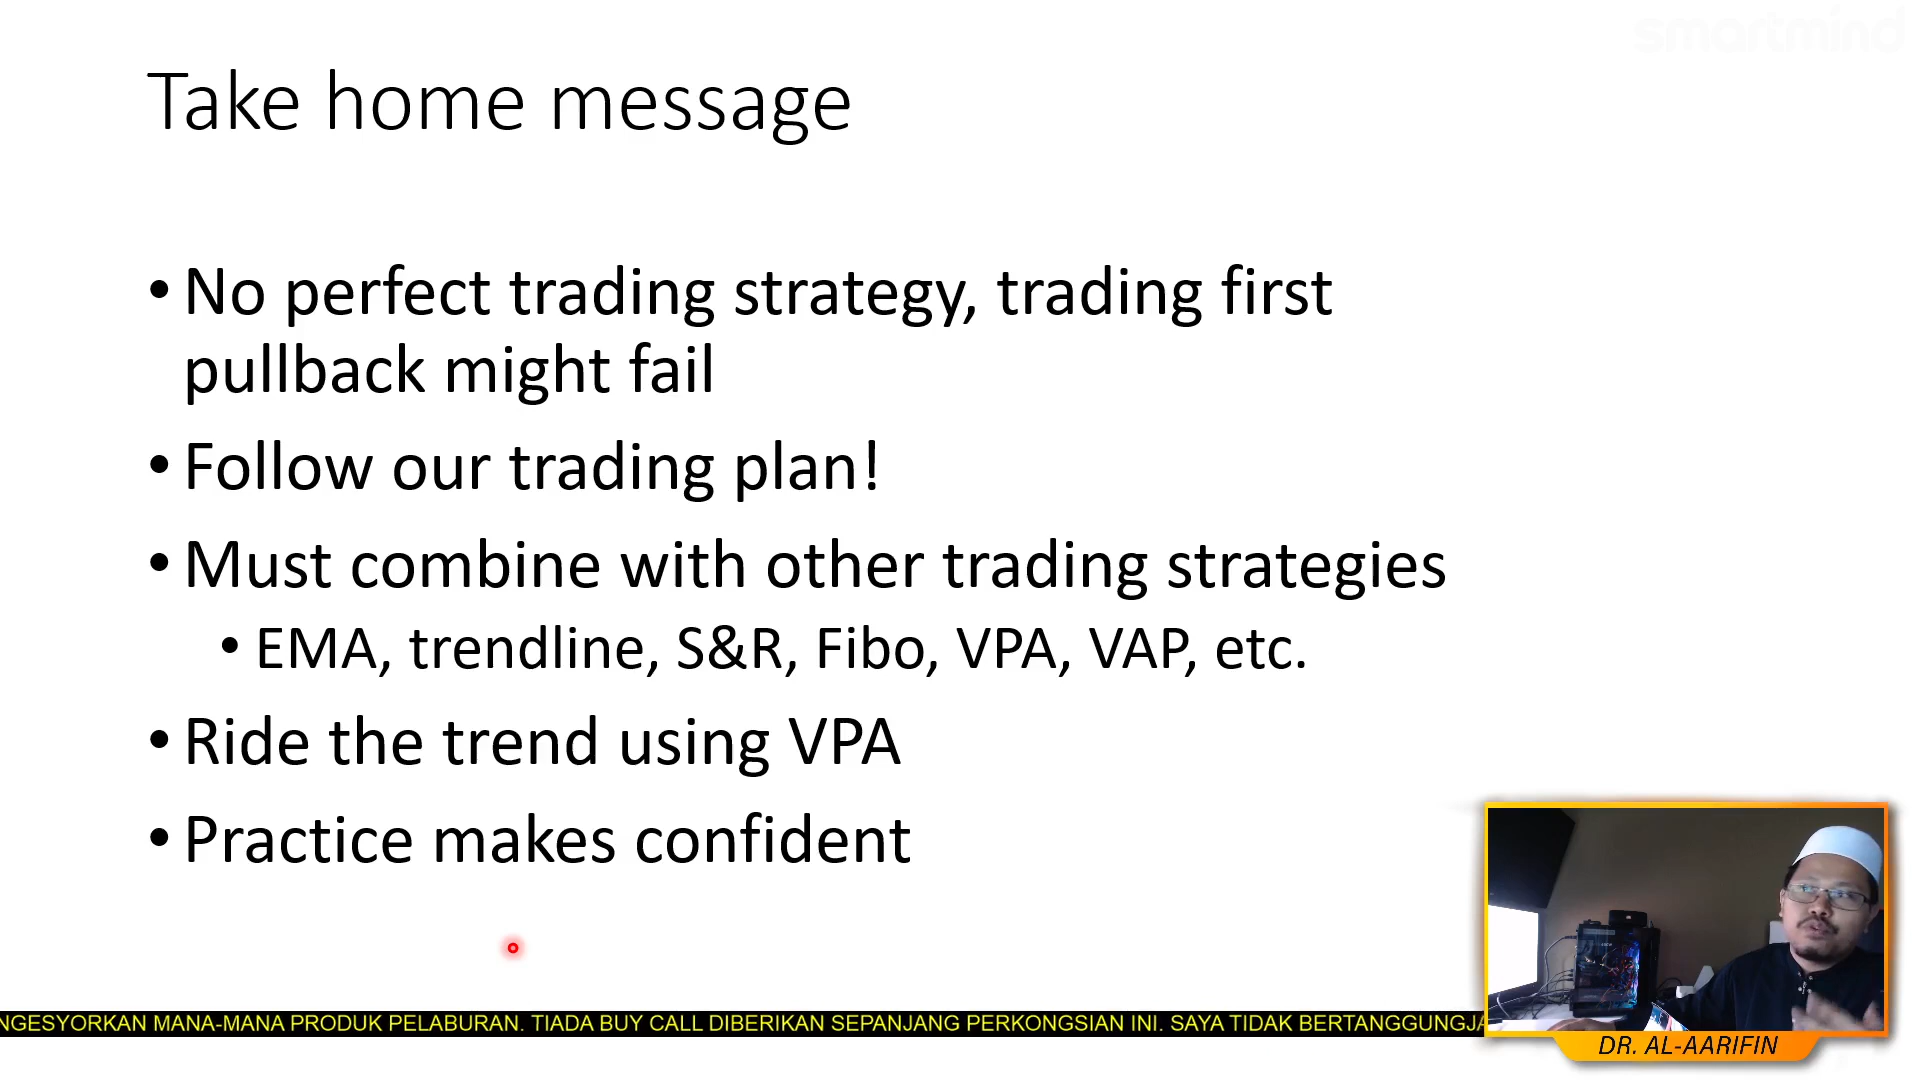 smartmind
Take home message
• No perfect trading strategy, trading first
pullback might fail
• Follow our trading plan!
• Must combine with other trading strategies
• EMA, trendline, S&R, Fibo, VPA, VAP, etc.
• Ride the trend using VPA
• Practice makes confident
NGESYORKAN MANA-MANA PRODUK PELABURAN. TIADA BUY CALL DIBERIKAN SEPANJANG PERKONGSIAN INI. SAYA TIDAK BERTANGGUNGJA
DR. AL-AARIFIN